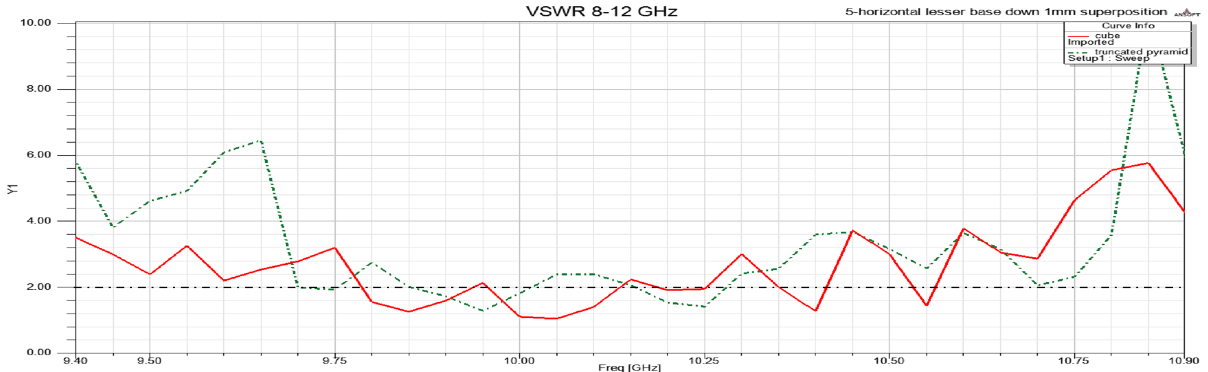 VSWR 8-12 GHz
5-horizontal lesser base down 1mm superposition
ANSOFT
Curve Info
cube
Imported
truncated pyramid
Setup1 : Sweep
10.00
8.00
6.00
4.00
2.00
0.00
Y1
9.40 9.50 9.75 10.00 10.25 10.50 10.75 10.90
Freq [GHz]